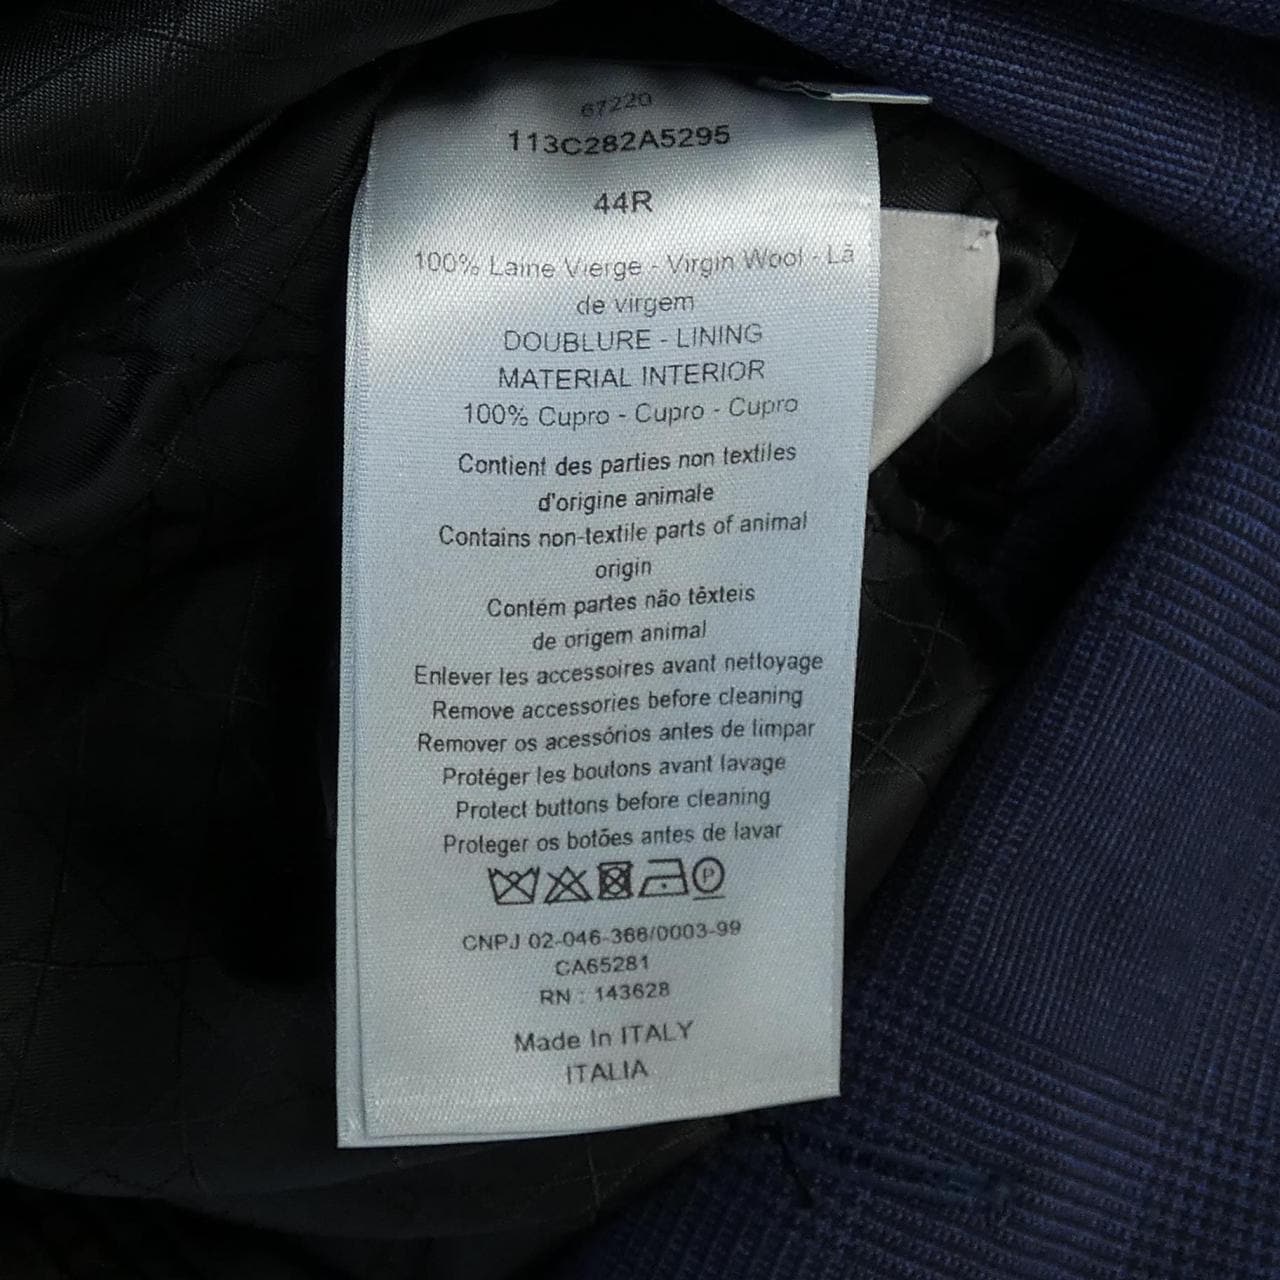 67220
113C282A5295
44R
100% Laine Vierge - Virgin Wool - Lã
de virgem
DOUBLURE - LINING
MATERIAL INTERIOR
100% Cupro - Cupro - Cupro
Contient des parties non textiles
d'origine animale
Contains non-textile parts of animal
origin
Contém partes não têxteis
de origem animal
Enlever les accessoires avant nettoyage
Remove accessories before cleaning
Remover os acessórios antes de limpar
Protéger les boutons avant lavage
Protect buttons before cleaning
Proteger os botões antes de lavar
P
CNPJ 02-046-368/0003-99
CA65281
RN : 143628
Made In ITALY
ITALIA